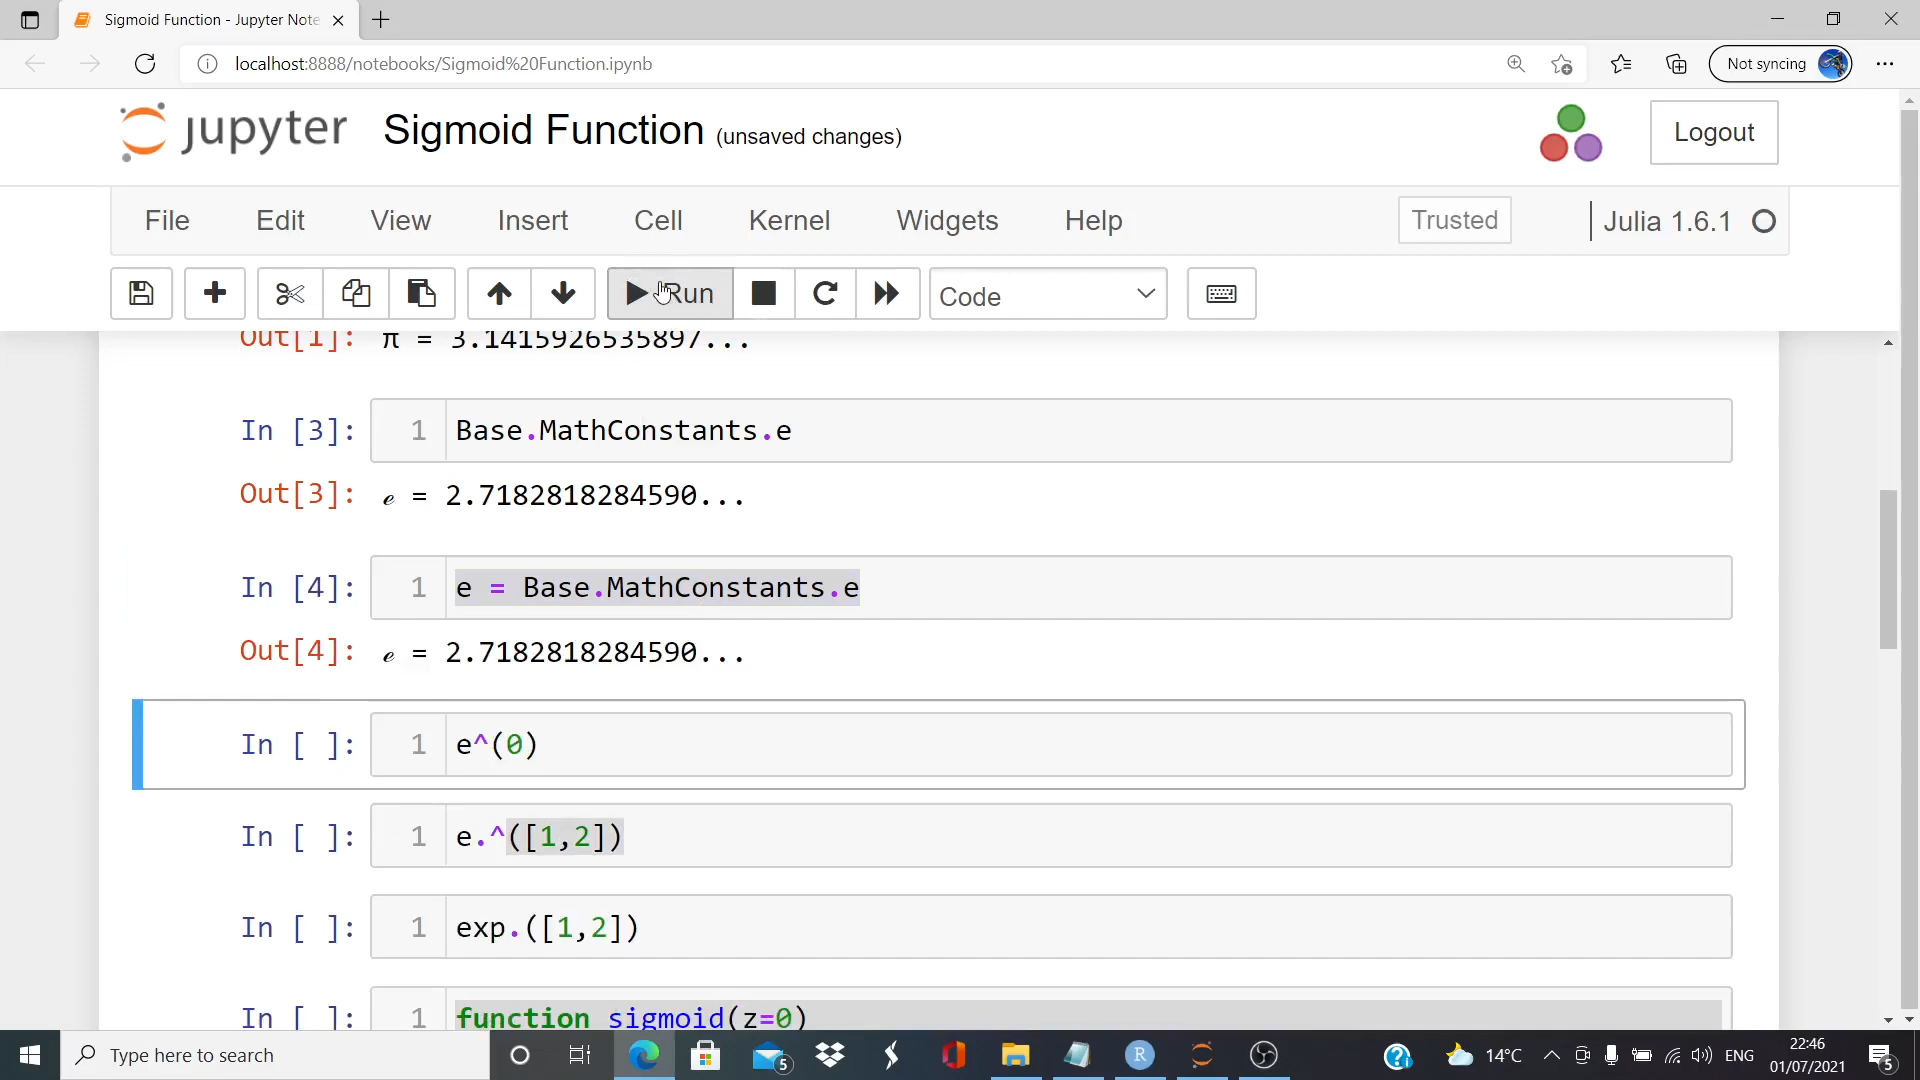 Sigmoid Function - Jupyter Note
localhost:8888/notebooks/Sigmoid%20Function.ipynb
Not syncing
jupyter Sigmoid Function (unsaved changes)
Logout
File Edit View Insert Cell Kernel Widgets Help Trusted Julia 1.6.1
Run Code
Out[1]: π = 3.1415926535897...
In [3]: 1 Base.MathConstants.e
Out[3]: ℯ = 2.7182818284590...
In [4]: 1 e = Base.MathConstants.e
Out[4]: ℯ = 2.7182818284590...
In [ ]: 1 e^(0)
In [ ]: 1 e.^([1,2])
In [ ]: 1 exp.([1,2])
In [ ]: 1 function sigmoid(z=0)
Type here to search 5 R 14°C ENG 22:46 5
01/07/2021